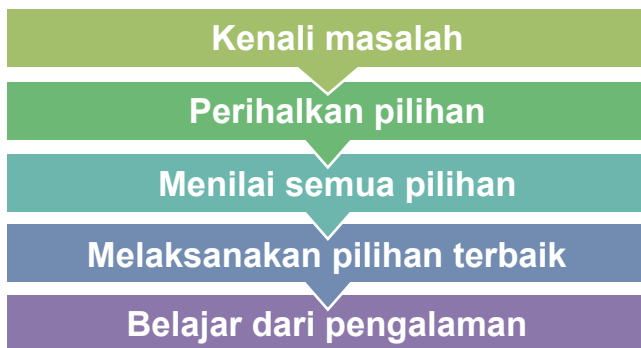 Kenali masalah
Perihalkan pilihan
Menilai semua pilihan
Melaksanakan pilihan terbaik
Belajar dari pengalaman